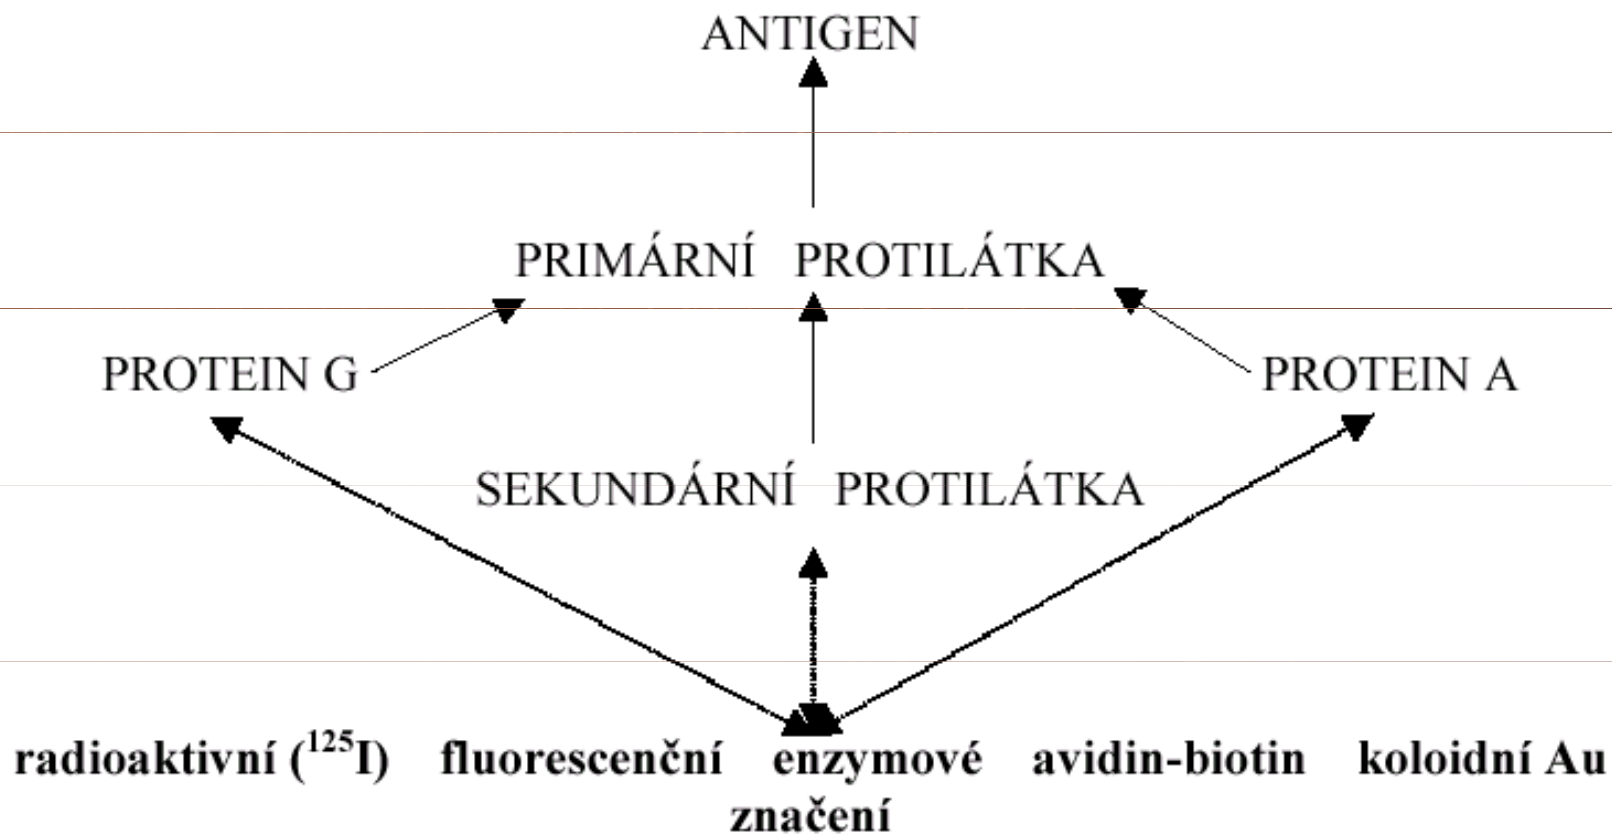 ANTIGEN
PRIMÁRNÍ PROTILÁTKA
PROTEIN G
PROTEIN A
SEKUNDÁRNÍ PROTILÁTKA
radioaktivní (¹²⁵I) fluorescenční enzymové avidin-biotin koloidní Au
značení